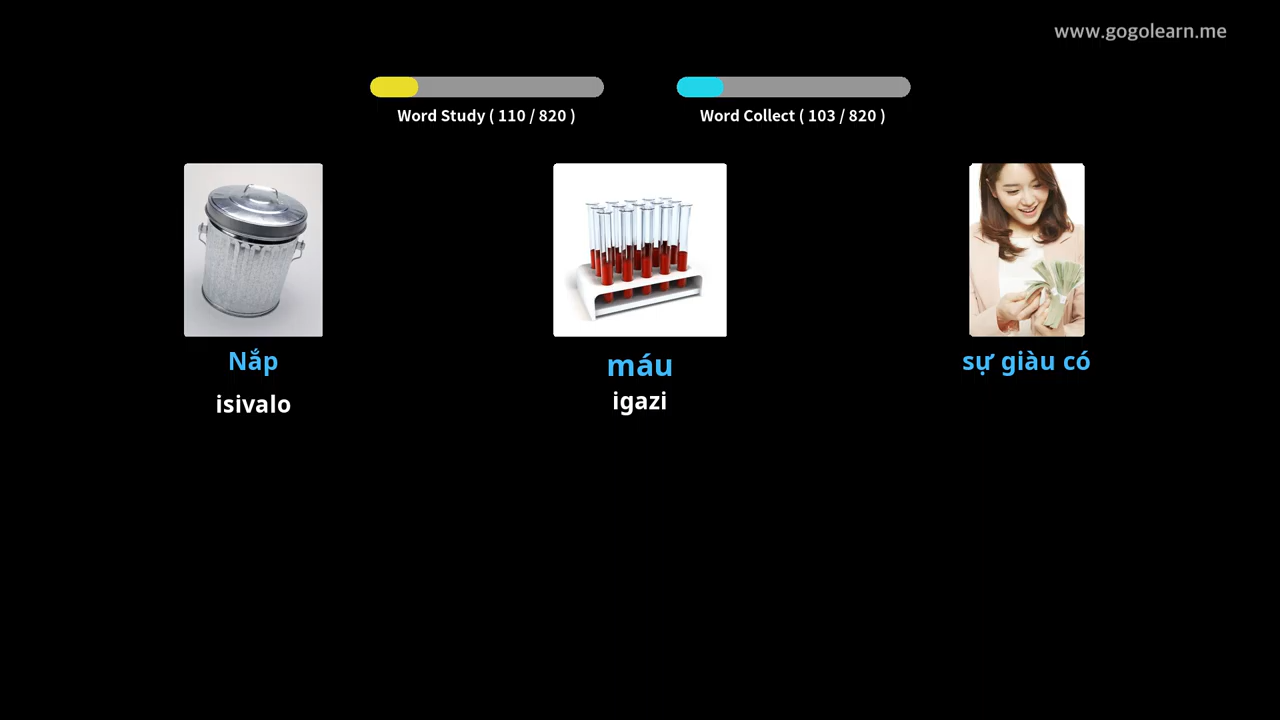 www.gogolearn.me
Word Study ( 110 / 820 )
Word Collect ( 103 / 820 )
Nắp
isivalo
máu
igazi
sự giàu có